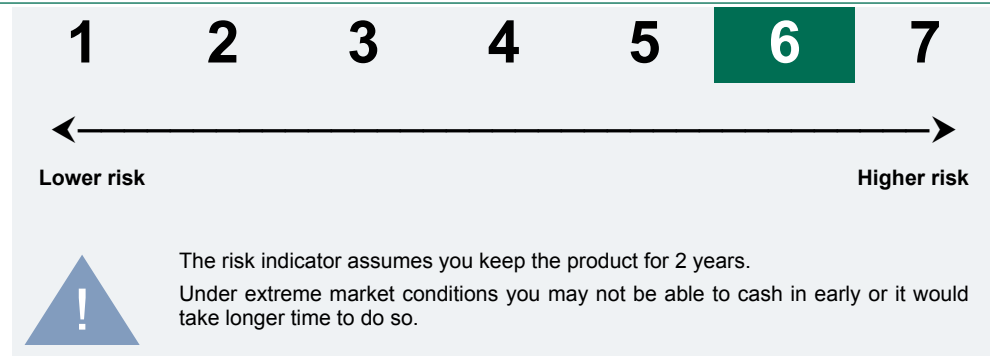 1 2 3 4 5 6 7
Lower risk Higher risk
The risk indicator assumes you keep the product for 2 years.
! Under extreme market conditions you may not be able to cash in early or it would
take longer time to do so.